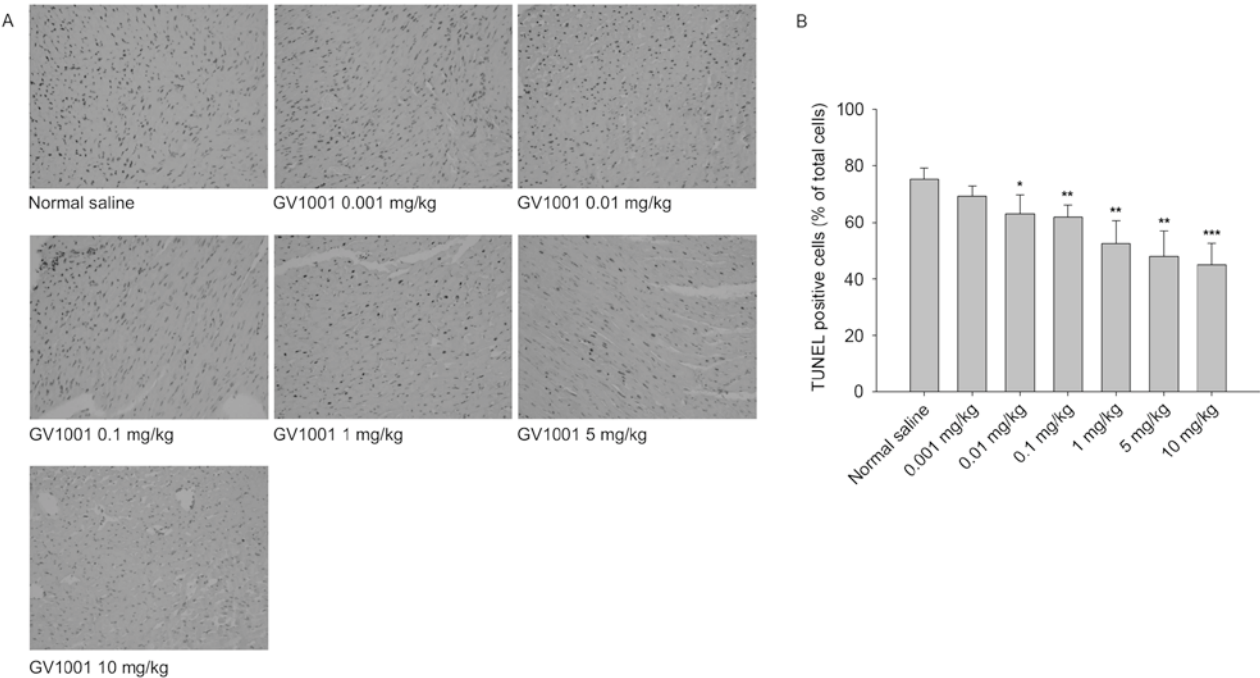 A
B
Normal saline
GV1001 0.001 mg/kg
GV1001 0.01 mg/kg
GV1001 0.1 mg/kg
GV1001 1 mg/kg
GV1001 5 mg/kg
GV1001 10 mg/kg
TUNEL positive cells (% of total cells)
100
80
60
40
20
0
*
**
**
**
***
Normal saline
0.001 mg/kg
0.01 mg/kg
0.1 mg/kg
1 mg/kg
5 mg/kg
10 mg/kg